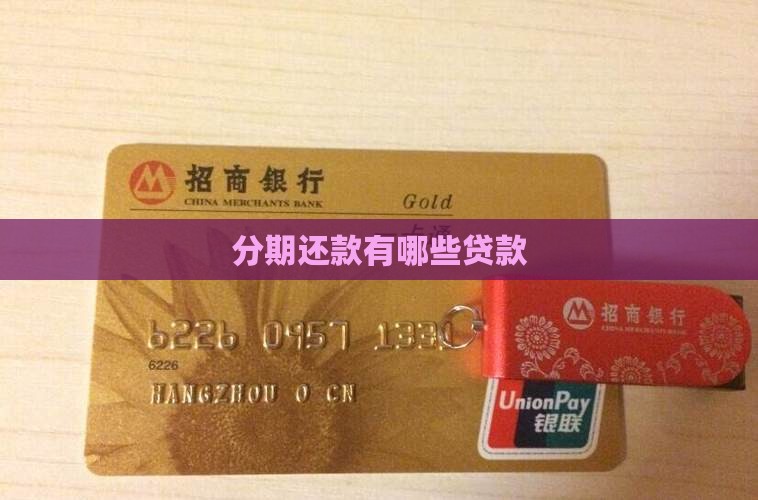 招商银行
CHINA MERCHANTS BANK
Gold
分期还款有哪些贷款
招商银行
CHINA MERCHANTS BANK
6226 0957 1331
6226
HANGZHOU 0 CN
UnionPay
银联